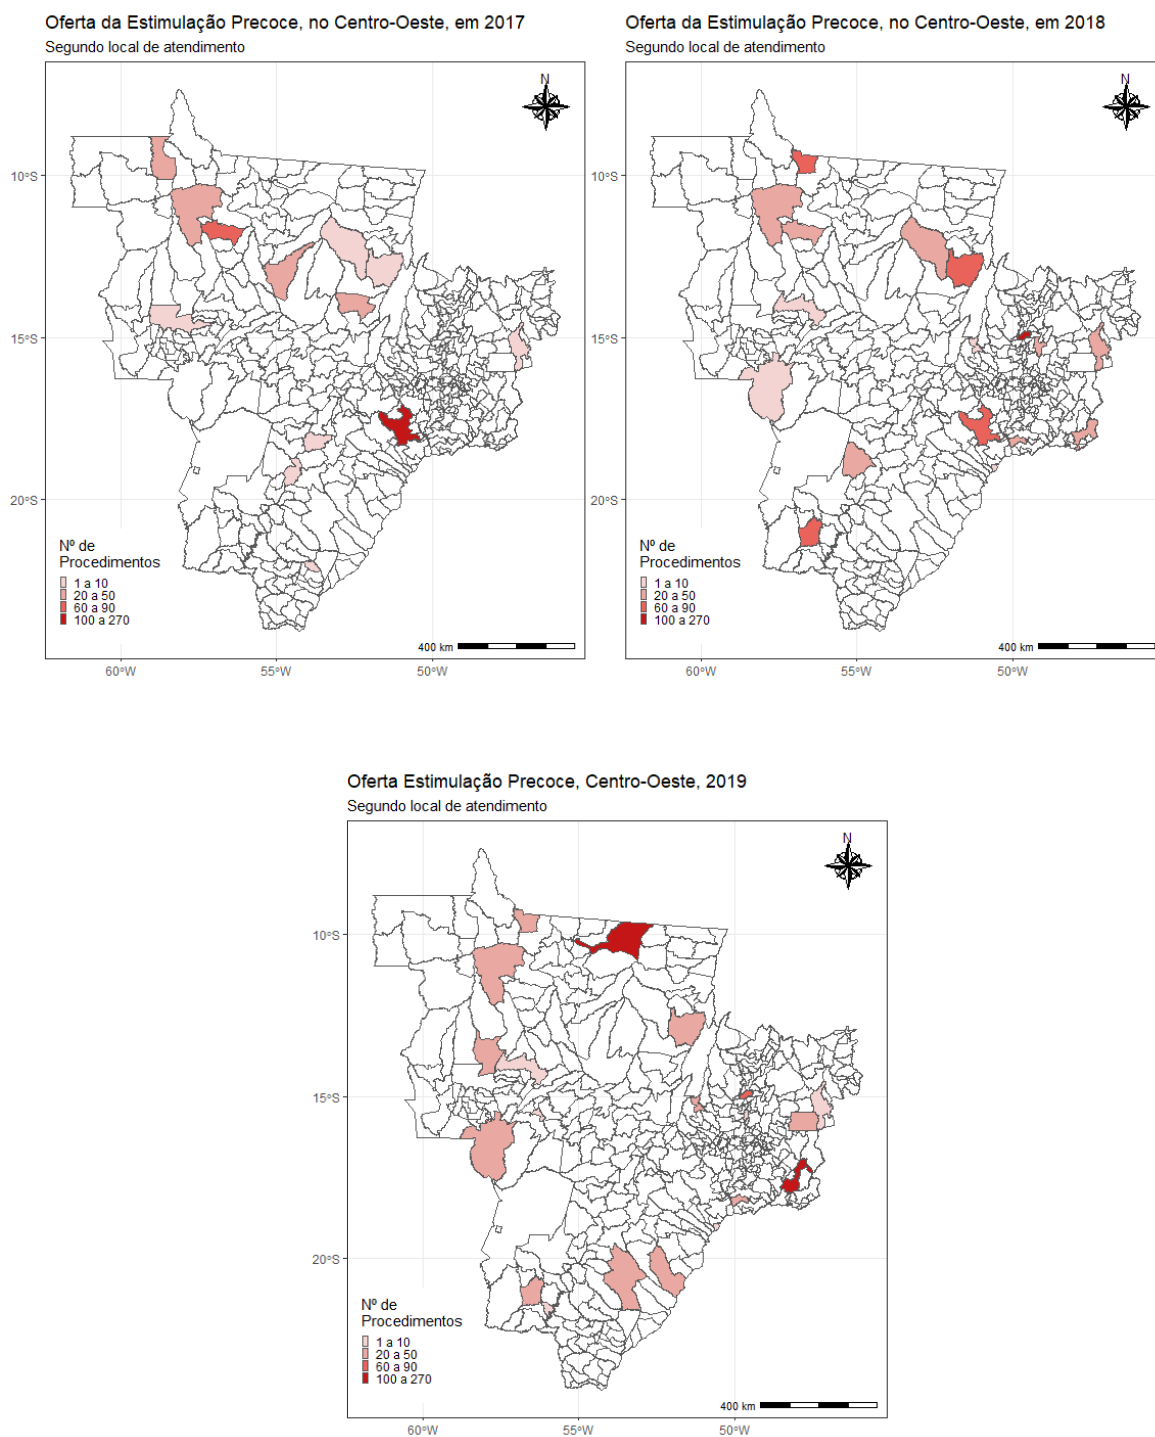 Oferta da Estimulação Precoce, no Centro-Oeste, em 2017
Segundo local de atendimento
N
10°S
15°S
20°S
Nº de
Procedimentos
1 a 10
20 a 50
60 a 90
100 a 270
400 km
60°W
55°W
50°W
Oferta da Estimulação Precoce, no Centro-Oeste, em 2018
Segundo local de atendimento
N
10°S
15°S
20°S
Nº de
Procedimentos
1 a 10
20 a 50
60 a 90
100 a 270
400 km
60°W
55°W
50°W
Oferta Estimulação Precoce, Centro-Oeste, 2019
Segundo local de atendimento
N
10°S
15°S
20°S
Nº de
Procedimentos
1 a 10
20 a 50
60 a 90
100 a 270
400 km
60°W
55°W
50°W